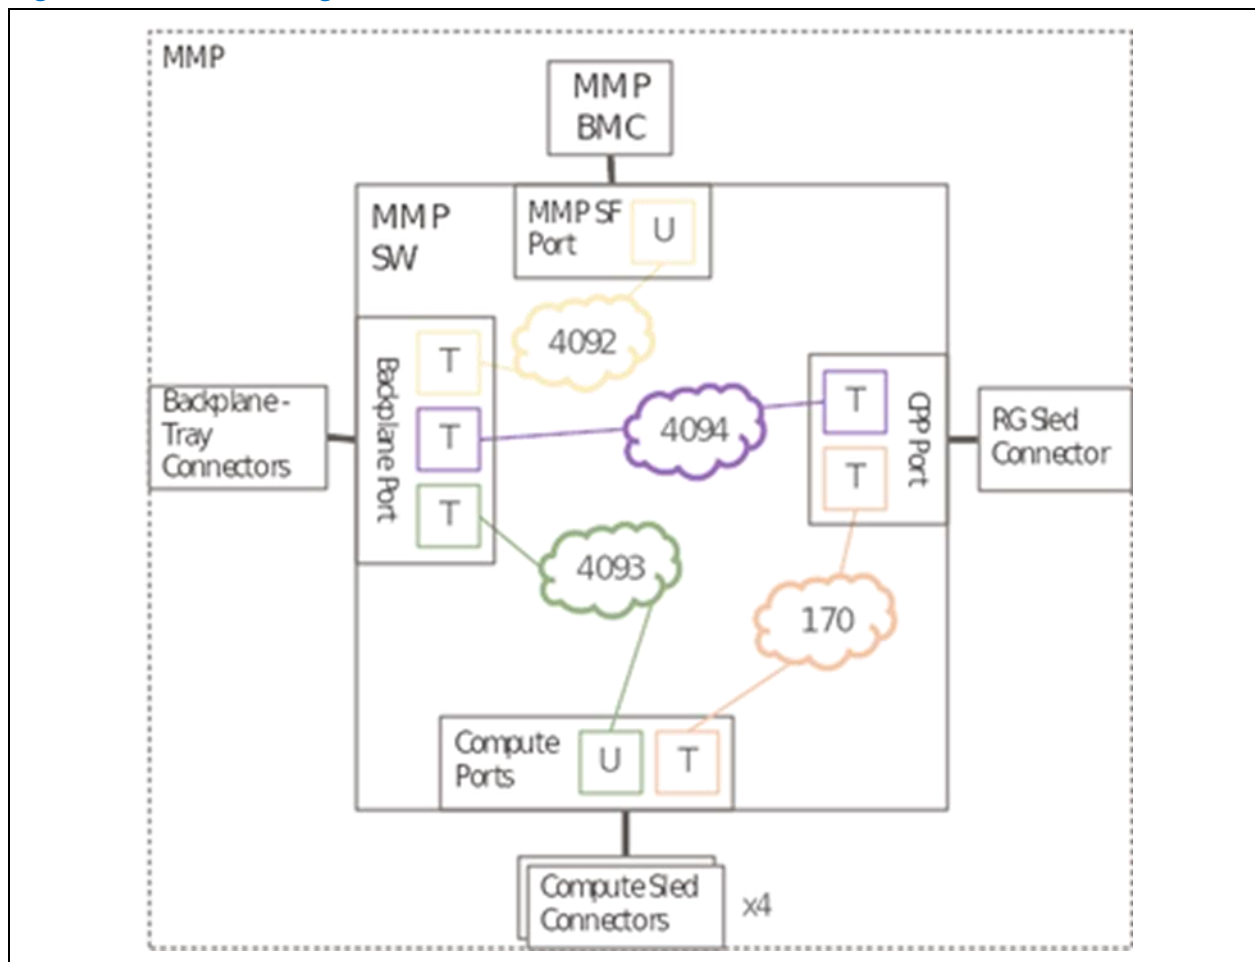 MMP
MMP
BMC
MMP
SW
MMP SF
Port
U
4092
Backplane Port
T
T
T
4094
T
T
CPP Port
Backplane -
Tray
Connectors
RG Sled
Connector
4093
170
Compute
Ports
U
T
Compute Sled
Connectors
x4